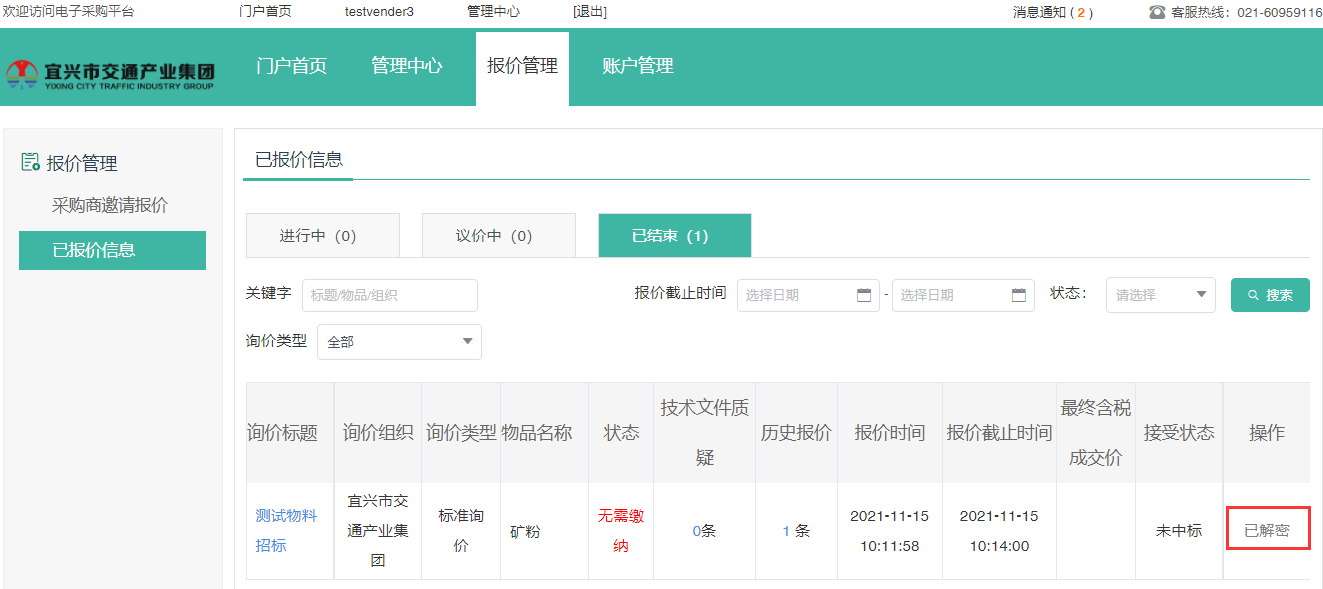 欢迎访问电子采购平台 门户首页 testvender3 管理中心 [退出] 消息通知 ( 2 ) 客服热线：021-60959116
宜兴市交通产业集团
YIXING CITY TRAFFIC INDUSTRY GROUP
门户首页 管理中心 报价管理 账户管理
报价管理
采购商邀请报价
已报价信息
已报价信息
进行中（0） 议价中（0） 已结束（1）
关键字 标题/物品/组织 报价截止时间 选择日期 - 选择日期 状态： 请选择 搜索
询价类型 全部
询价标题 询价组织 询价类型 物品名称 状态 技术文件质疑 历史报价 报价时间 报价截止时间 最终含税成交价 接受状态 操作
测试物料招标 宜兴市交通产业集团 标准询价 矿粉 无需缴纳 0条 1 条 2021-11-15 10:11:58 2021-11-15 10:14:00 未中标 已解密